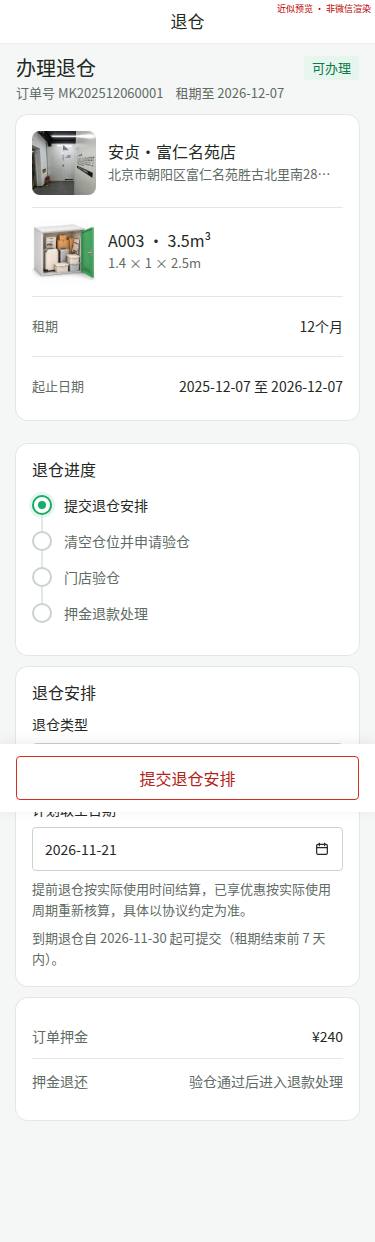 近似预览 · 非微信渲染
退仓
办理退仓
可办理
订单号 MK202512060001 租期至 2026-12-07
安贞·富仁名苑店
北京市朝阳区富仁名苑胜古北里南28…
A003 · 3.5m³
1.4 × 1 × 2.5m
租期 12个月
起止日期 2025-12-07 至 2026-12-07
退仓进度
提交退仓安排
清空仓位并申请验仓
门店验仓
押金退款处理
退仓安排
退仓类型
提交退仓安排
2026-11-21
提前退仓按实际使用时间结算，已享优惠按实际使用
周期重新核算，具体以协议约定为准。
到期退仓自 2026-11-30 起可提交（租期结束前 7 天
内）。
订单押金 ¥240
押金退还 验仓通过后进入退款处理